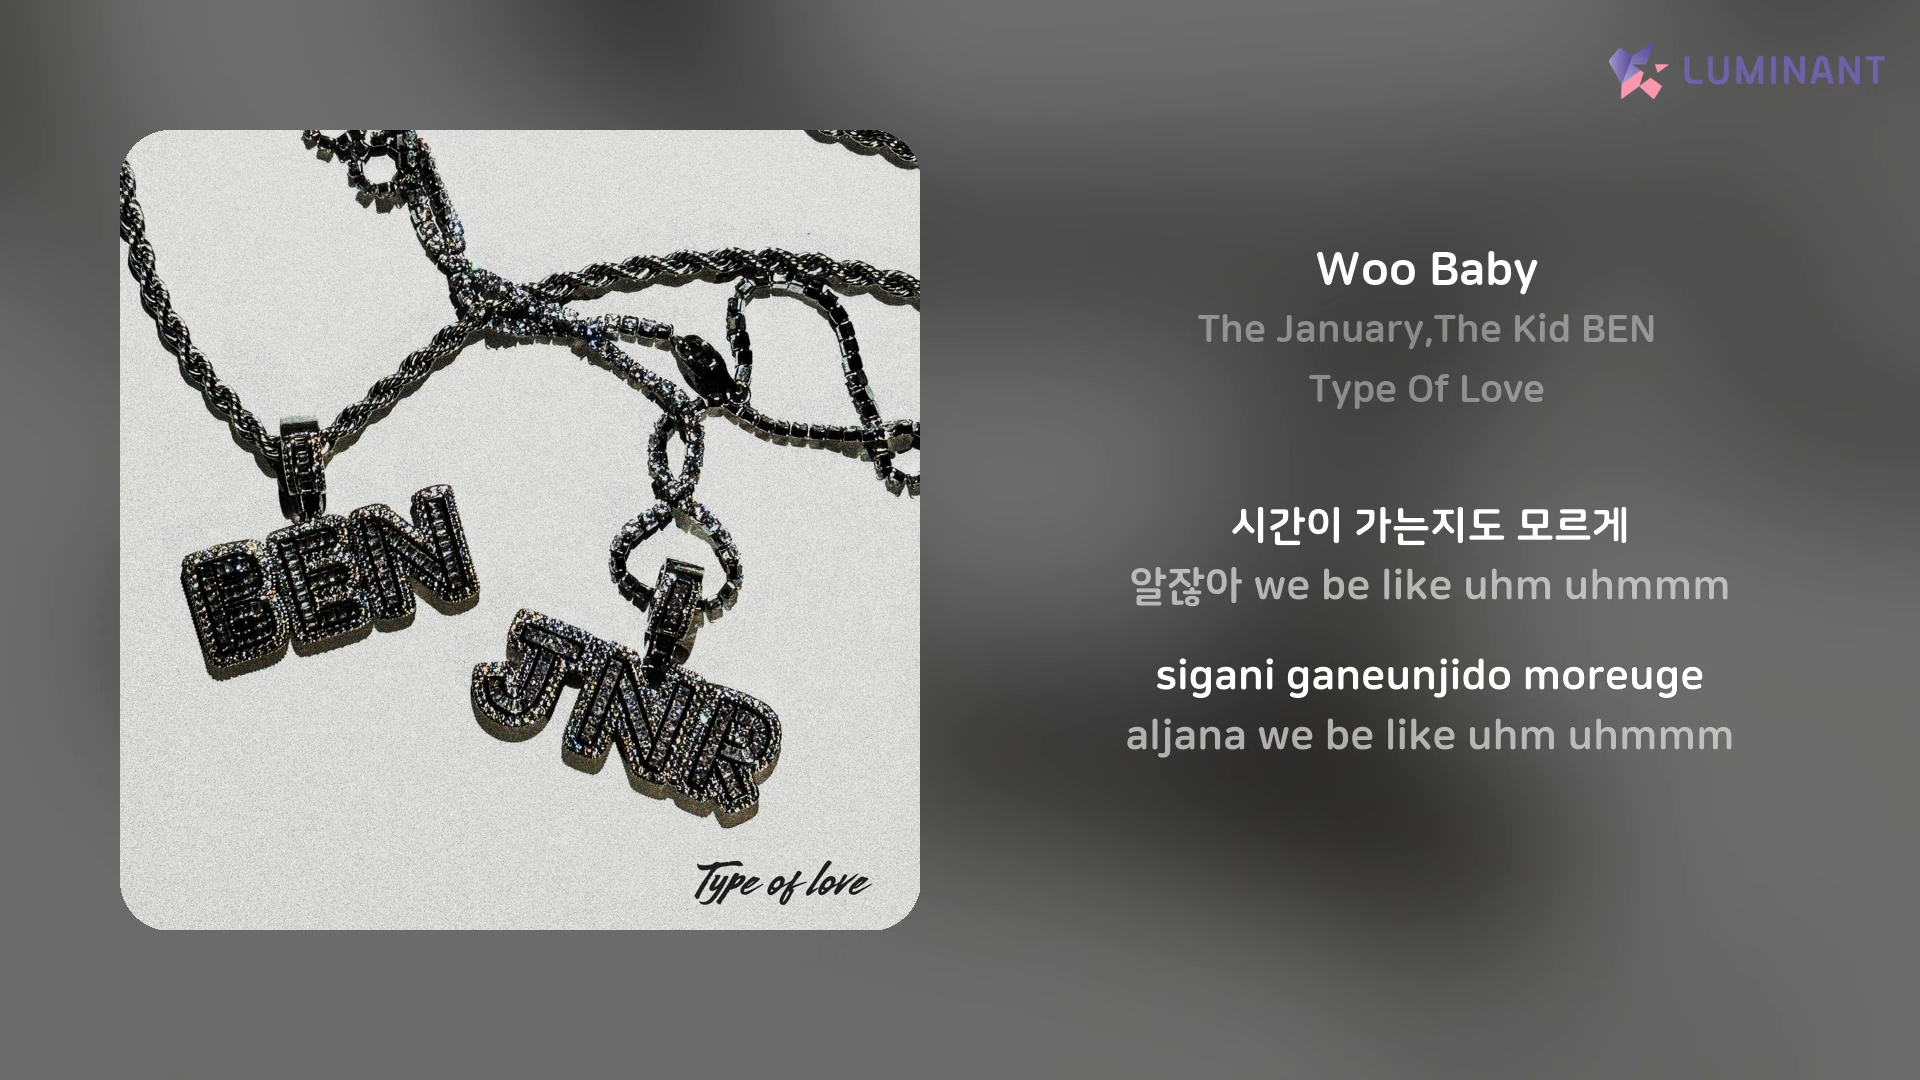 BEN
JNR
Type of love
LUMINANT
Woo Baby
The January,The Kid BEN
Type Of Love
시간이 가는지도 모르게
알잖아 we be like uhm uhmmm
sigani ganeunjido moreuge
aljana we be like uhm uhmmm